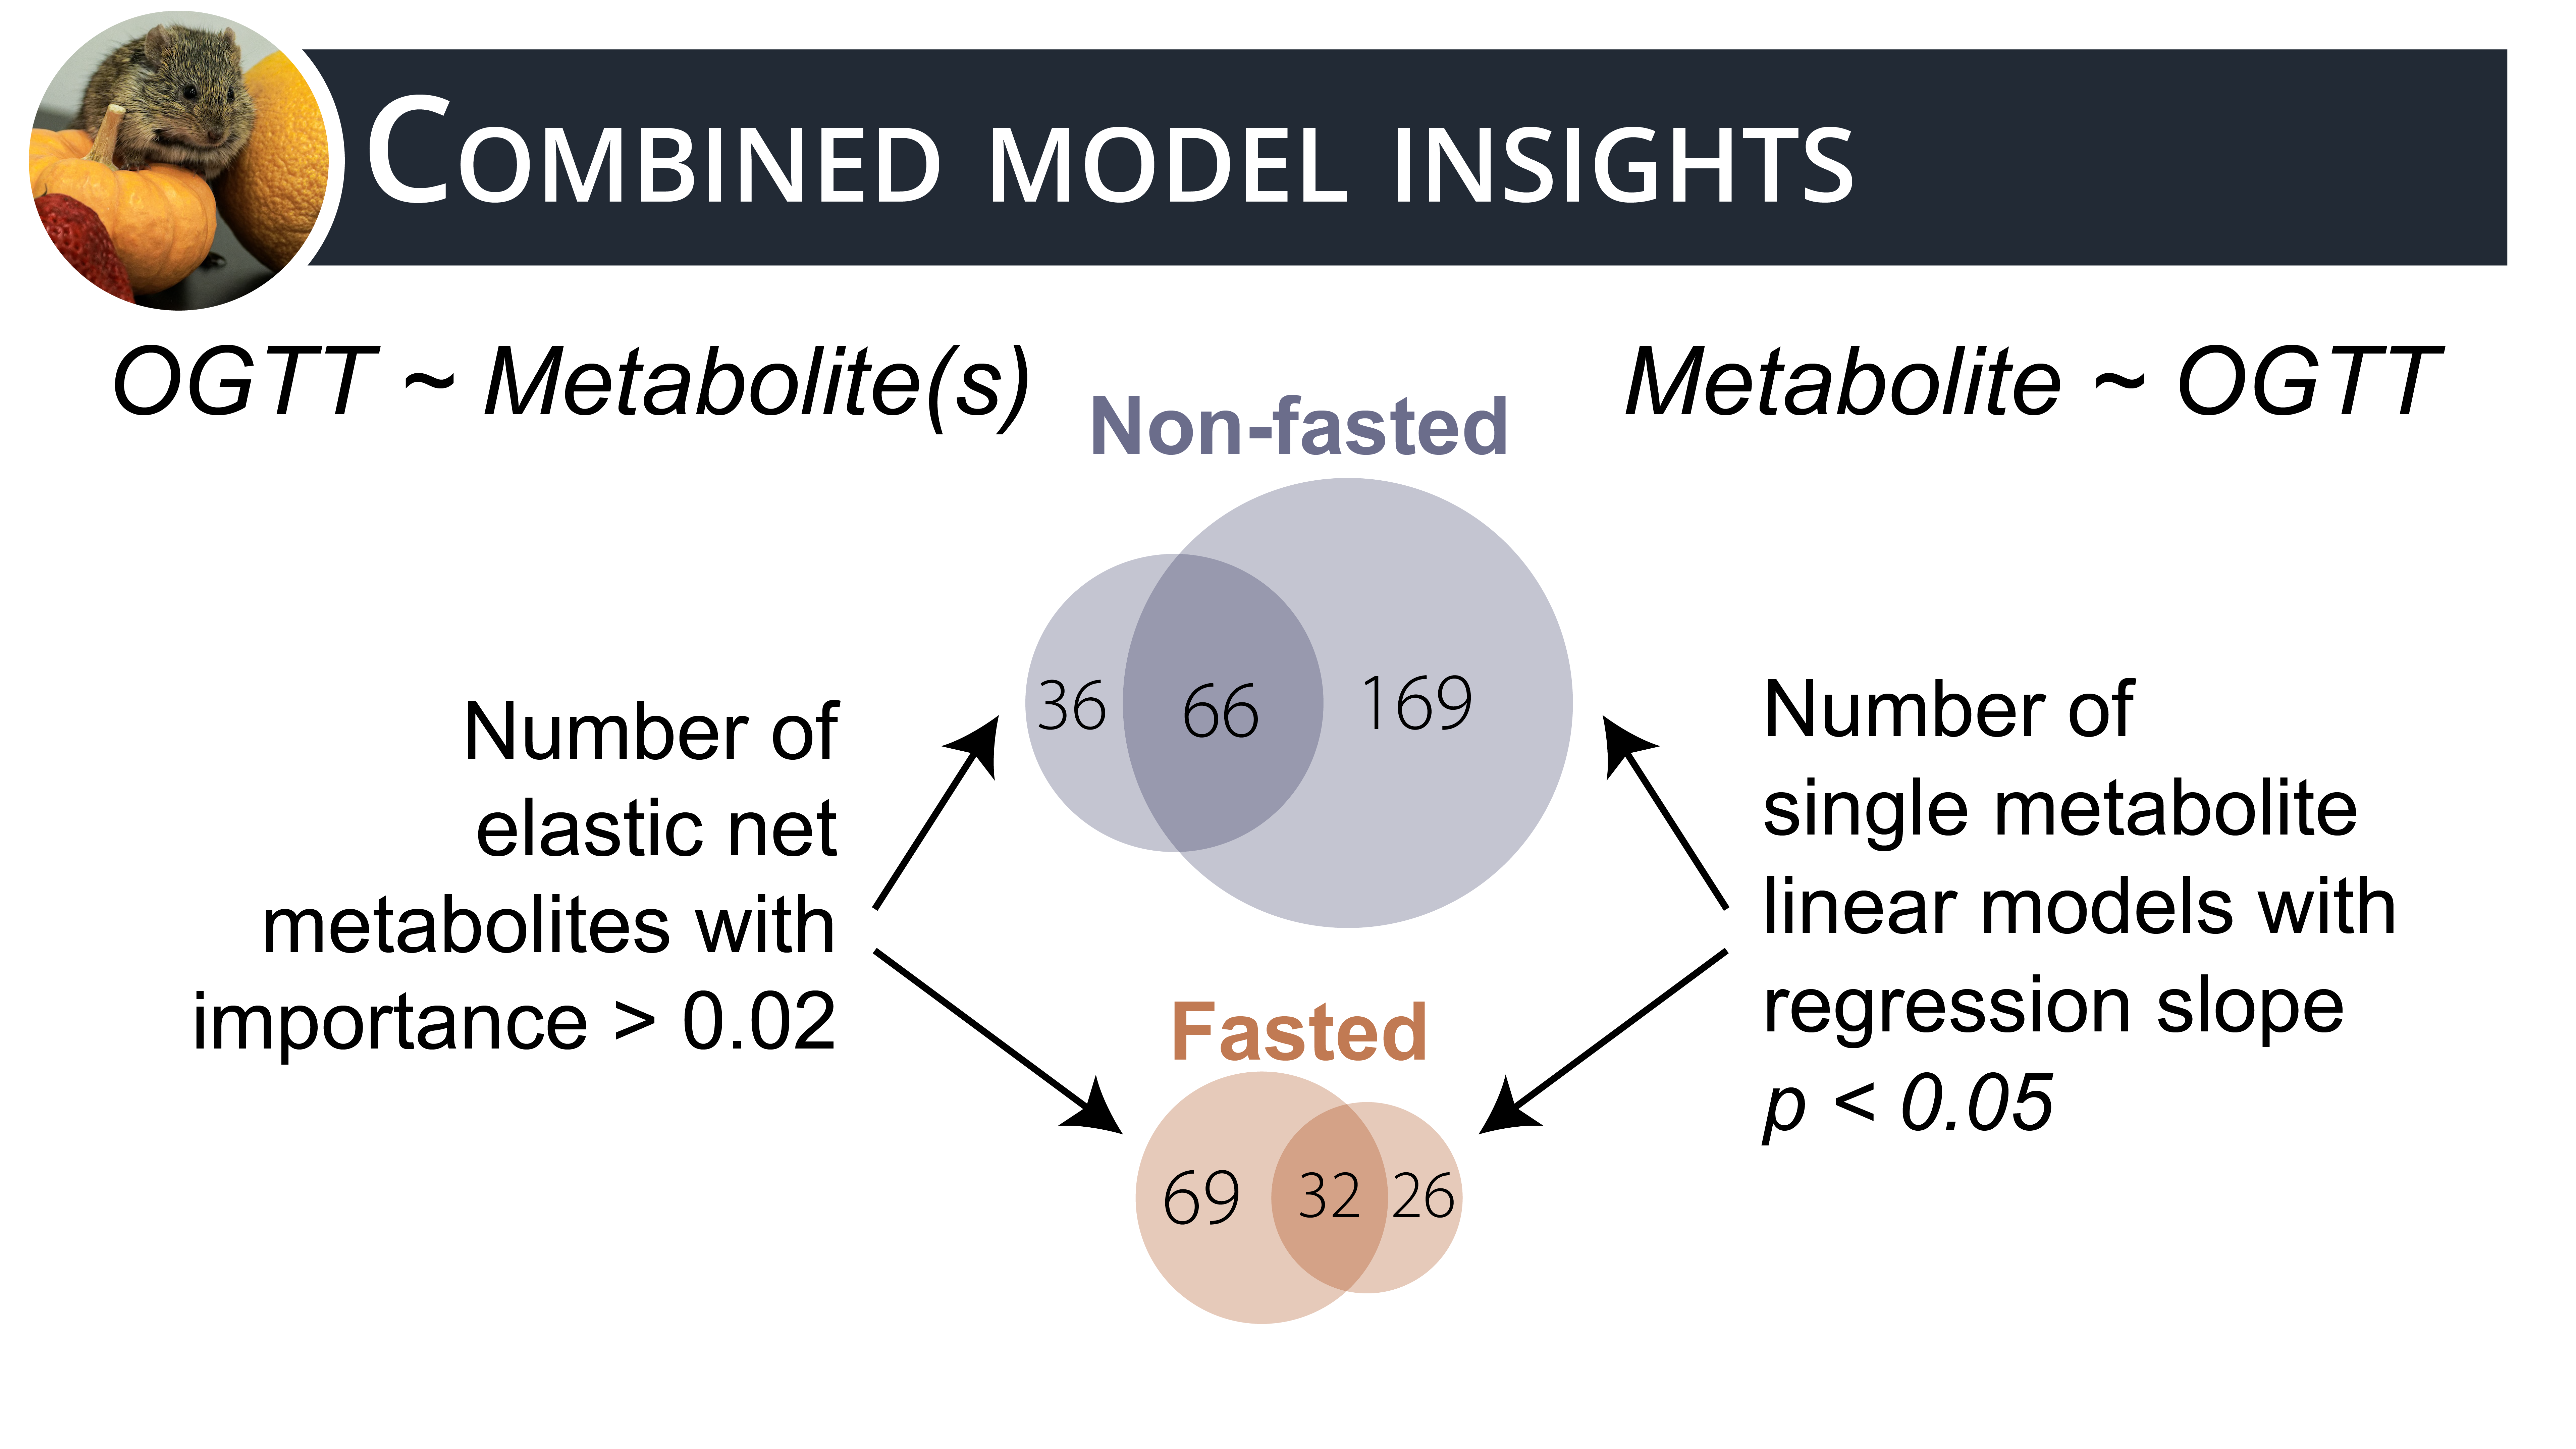 COMBINED MODEL INSIGHTS
OGTT ~ Metabolite(s)
Metabolite ~ OGTT
Non-fasted
36
66
169
Number of
elastic net
metabolites with
importance > 0.02
Number of
single metabolite
linear models with
regression slope
p < 0.05
Fasted
69
32
26